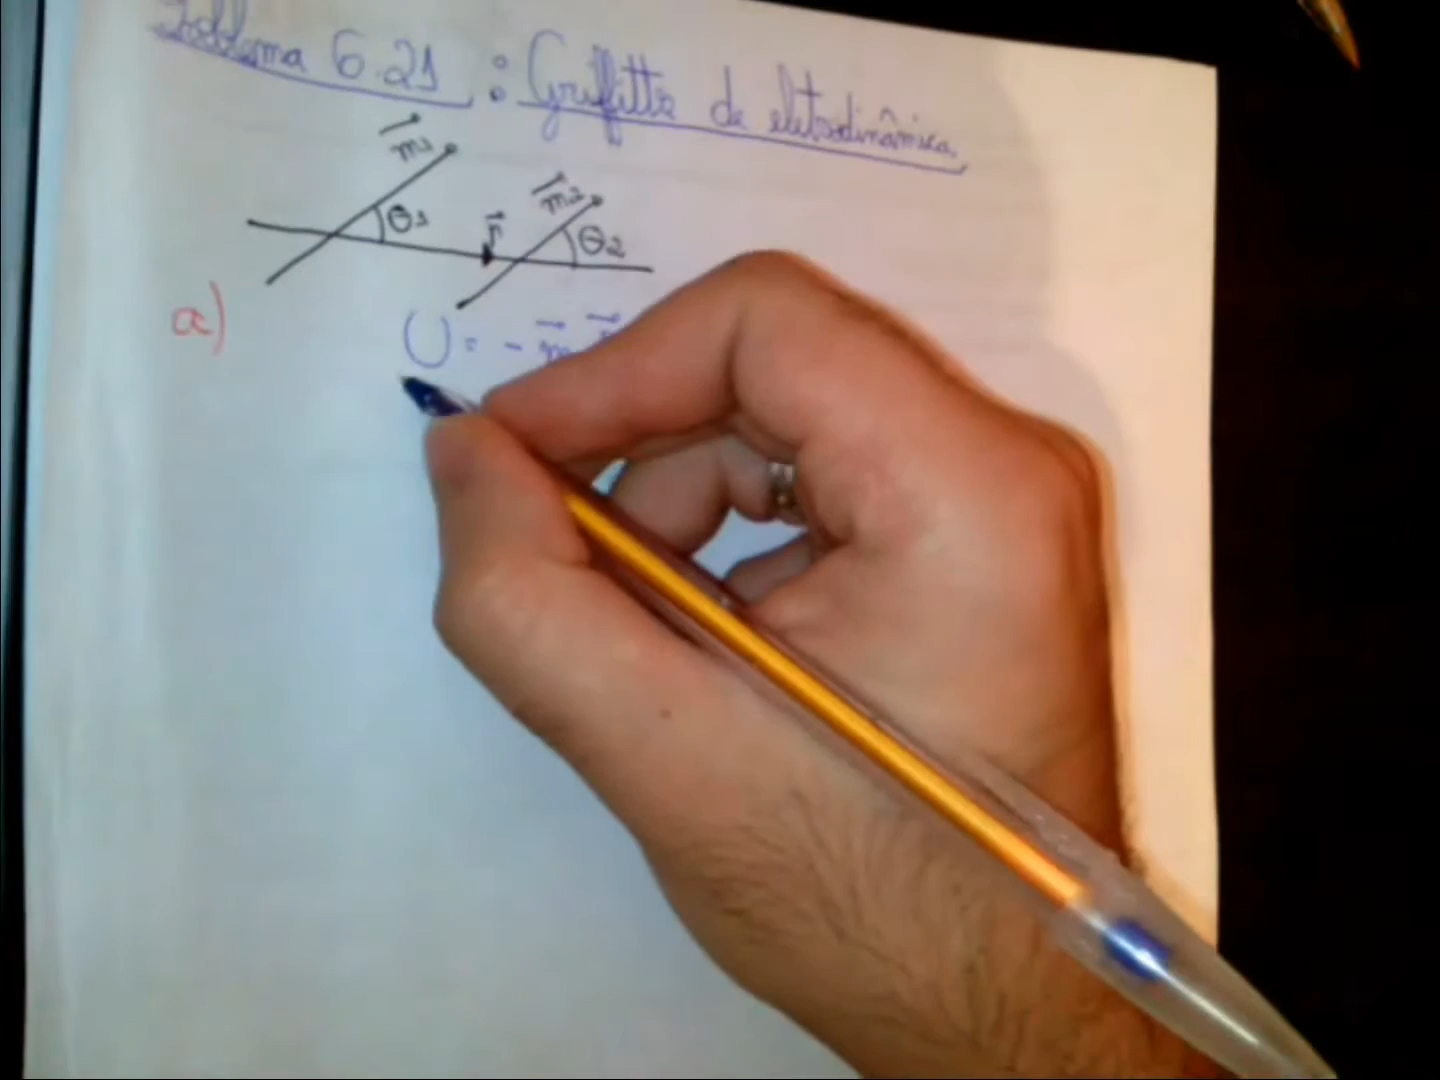 Problema 6.21 : Griffiths de eletrodinâmica
m1
m2
θ1
r
θ2
a)
U = - m